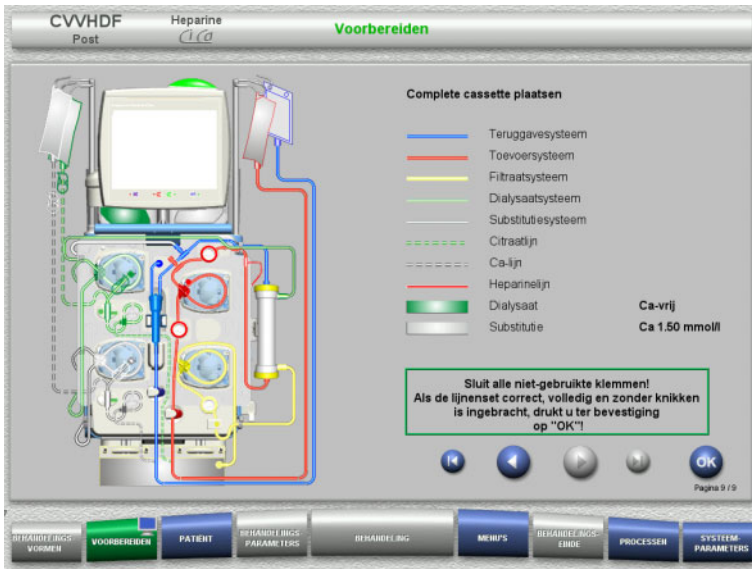 CVVHDF
Post
Heparine
CiCa
Voorbereiden
Complete cassette plaatsen
Teruggavesysteem
Toevoersysteem
Filtraatsysteem
Dialysaatsysteem
Substitutiesysteem
Citraatlijn
Ca-lijn
Heparinelijn
Dialysaat Ca-vrij
Substitutie Ca 1.50 mmol/l
Sluit alle niet-gebruikte klemmen!
Als de lijnenset correct, volledig en zonder knikken
is ingebracht, drukt u ter bevestiging
op "OK"!
OK
Pagina 9 / 9
BEHANDELINGS-
VORMEN
VOORBEREIDEN
PATIËNT
BEHANDELINGS-
PARAMETERS
BEHANDELING
MENU'S
BEHANDELINGS-
EINDE
PROCESSEN
SYSTEEM-
PARAMETERS